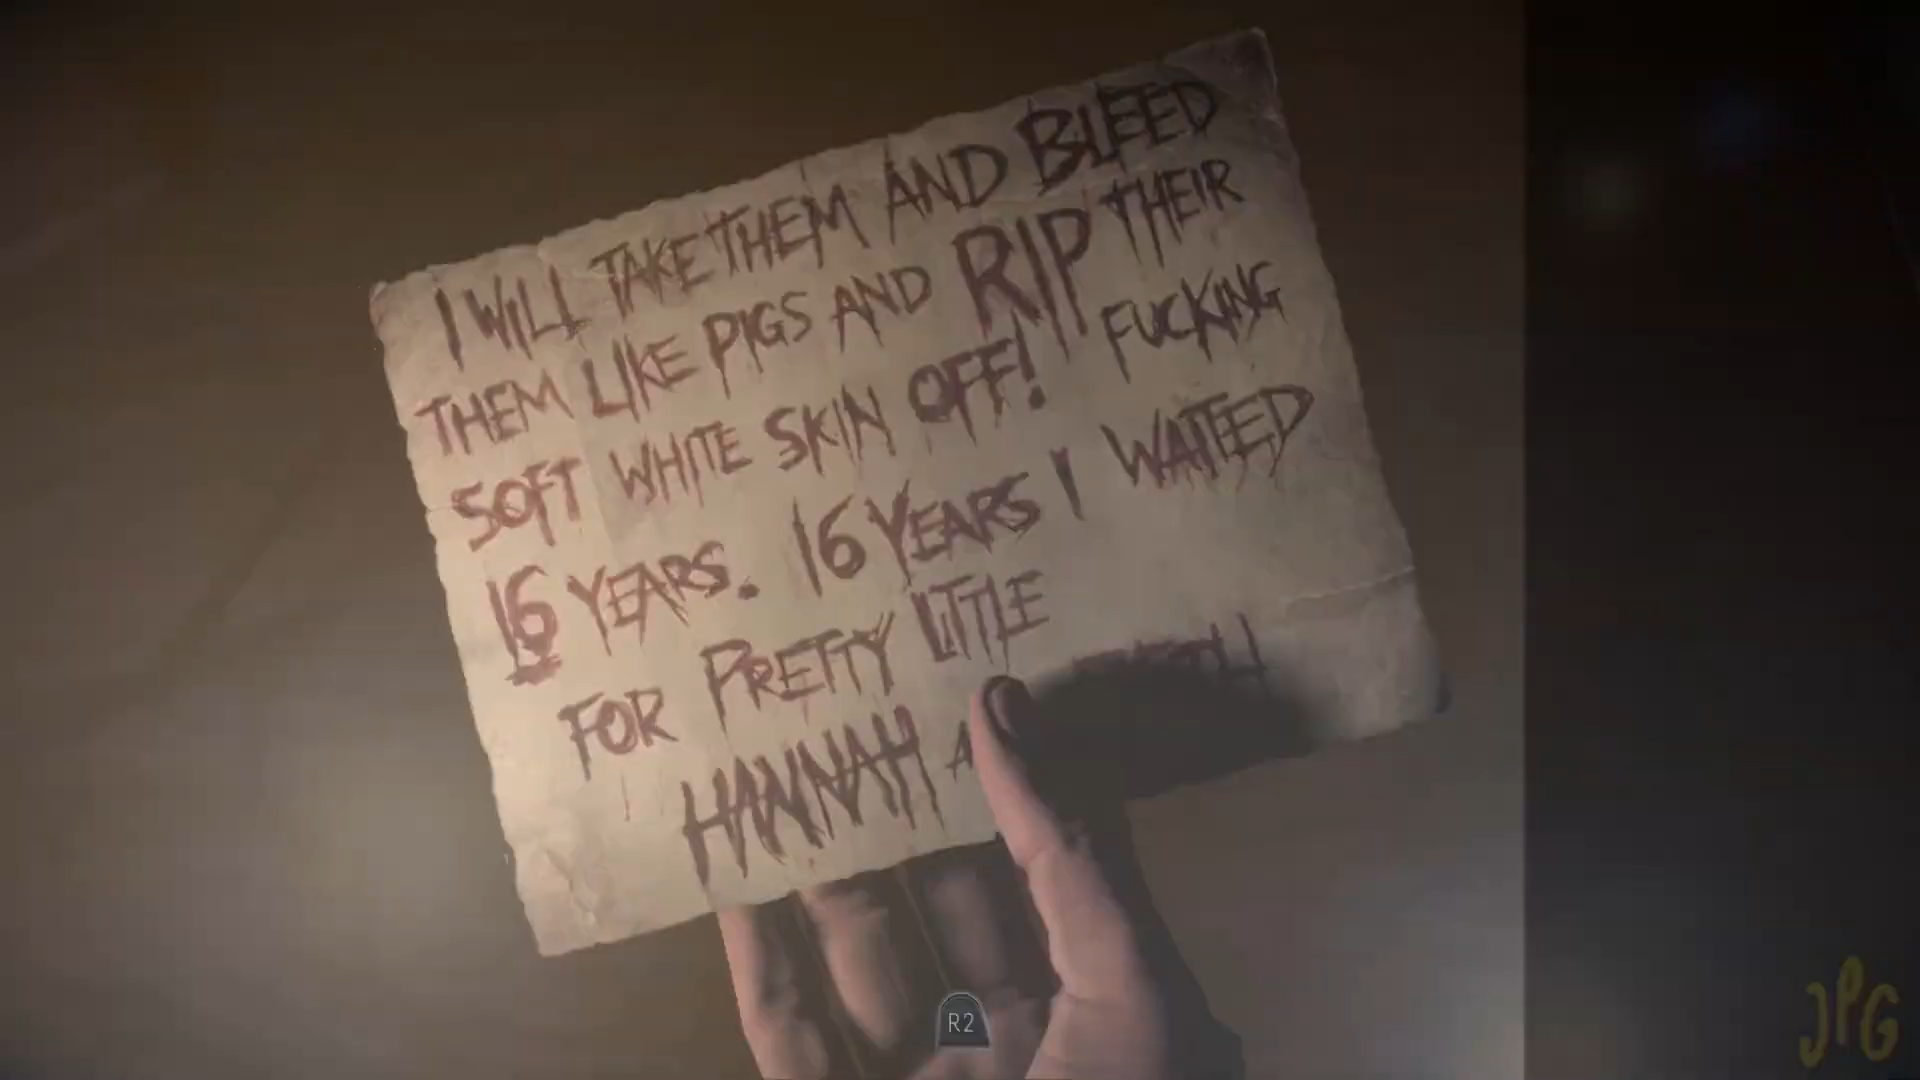 I WILL TAKE THEM AND BLEED
THEM LIKE PIGS AND RIP THEIR
SOFT WHITE SKIN OFF! FUCKING
16 YEARS. 16 YEARS I WAITED
FOR PRETTY LITTLE
HANNAH
R2
JPG